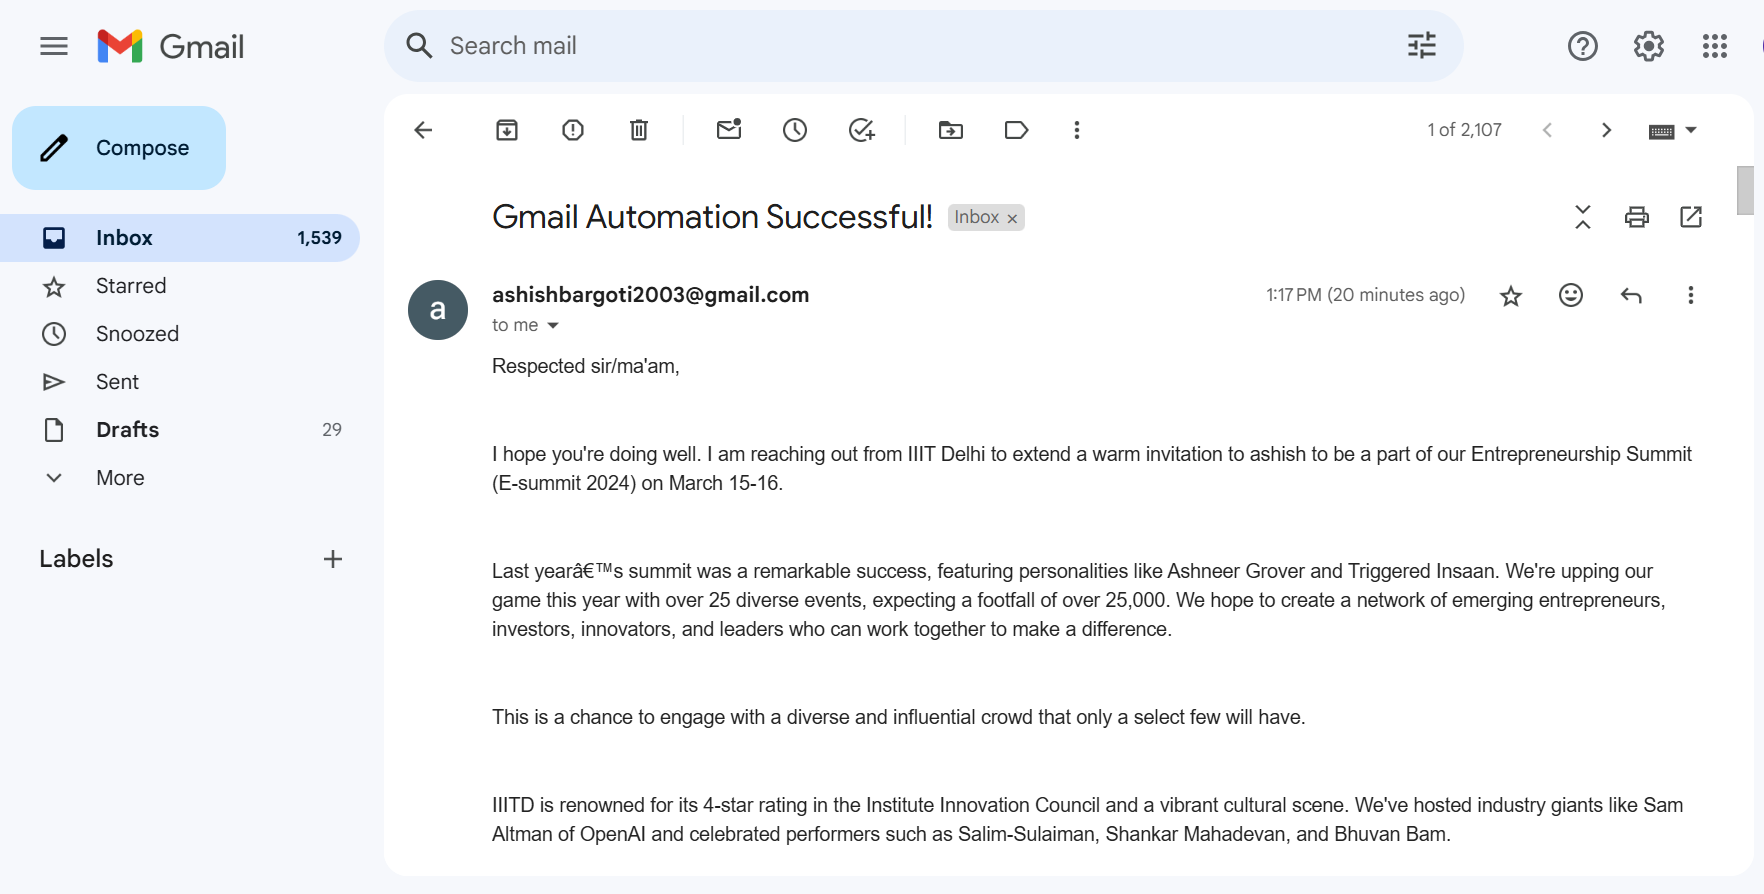 Gmail
Search mail
Compose
Inbox 1,539
Starred
Snoozed
Sent
Drafts 29
More
Labels
1 of 2,107
Gmail Automation Successful! Inbox ×
a
ashishbargoti2003@gmail.com 1:17 PM (20 minutes ago)
to me
Respected sir/ma'am,
I hope you're doing well. I am reaching out from IIIT Delhi to extend a warm invitation to ashish to be a part of our Entrepreneurship Summit
(E-summit 2024) on March 15-16.
Last yearâ€™s summit was a remarkable success, featuring personalities like Ashneer Grover and Triggered Insaan. We're upping our
game this year with over 25 diverse events, expecting a footfall of over 25,000. We hope to create a network of emerging entrepreneurs,
investors, innovators, and leaders who can work together to make a difference.
This is a chance to engage with a diverse and influential crowd that only a select few will have.
IIITD is renowned for its 4-star rating in the Institute Innovation Council and a vibrant cultural scene. We've hosted industry giants like Sam
Altman of OpenAI and celebrated performers such as Salim-Sulaiman, Shankar Mahadevan, and Bhuvan Bam.